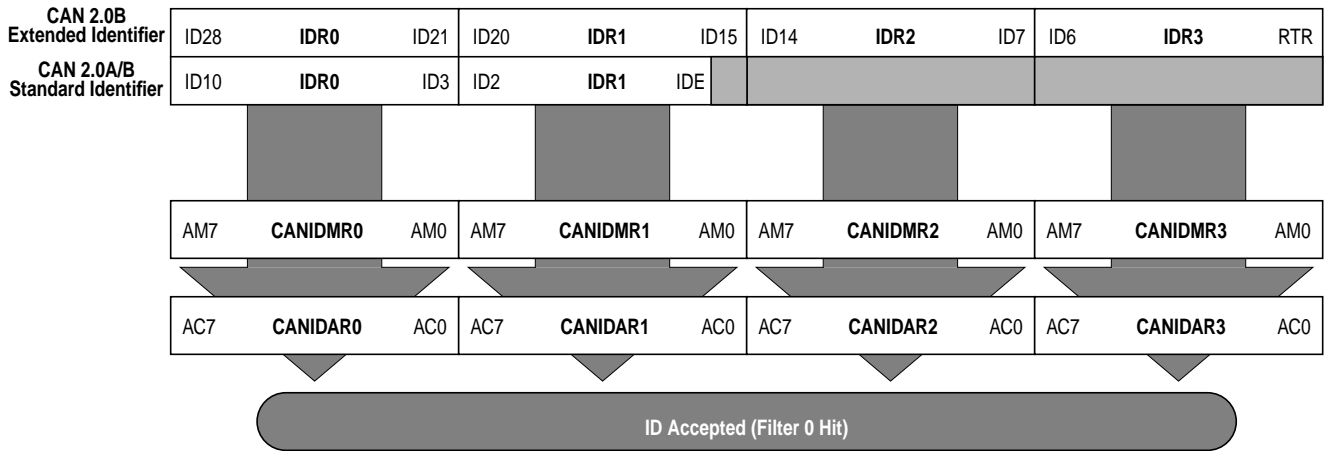 CAN 2.0B
Extended Identifier
ID28 IDR0 ID21 ID20 IDR1 ID15 ID14 IDR2 ID7 ID6 IDR3 RTR
CAN 2.0A/B
Standard Identifier
ID10 IDR0 ID3 ID2 IDR1 IDE
AM7 CANIDMR0 AM0 AM7 CANIDMR1 AM0 AM7 CANIDMR2 AM0 AM7 CANIDMR3 AM0
AC7 CANIDAR0 AC0 AC7 CANIDAR1 AC0 AC7 CANIDAR2 AC0 AC7 CANIDAR3 AC0
ID Accepted (Filter 0 Hit)